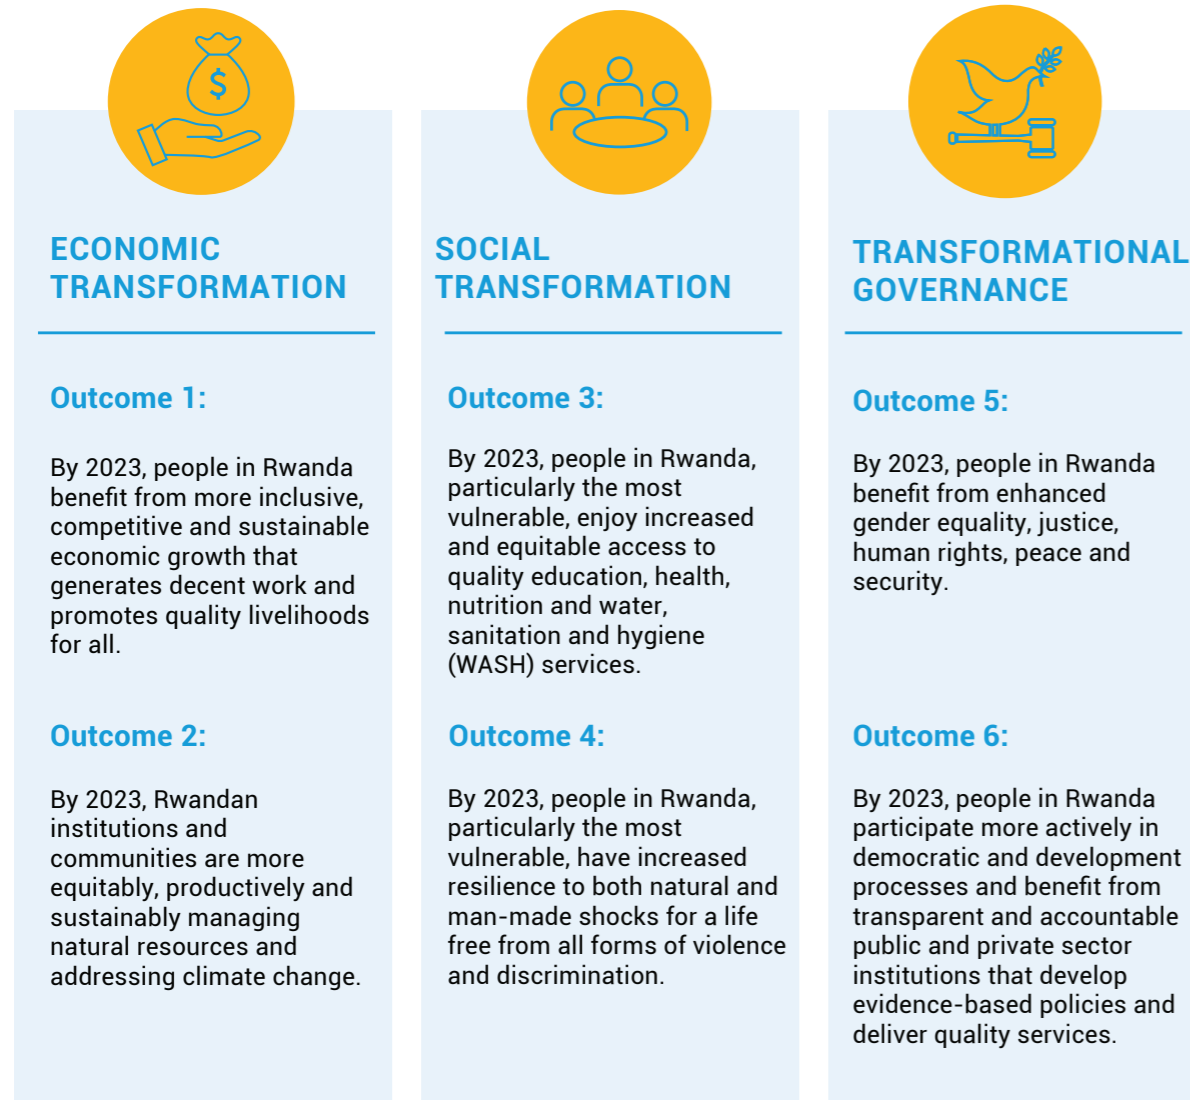 $
ECONOMIC
TRANSFORMATION
Outcome 1:
By 2023, people in Rwanda
benefit from more inclusive,
competitive and sustainable
economic growth that
generates decent work and
promotes quality livelihoods
for all.
Outcome 2:
By 2023, Rwandan
institutions and
communities are more
equitably, productively and
sustainably managing
natural resources and
addressing climate change.
SOCIAL
TRANSFORMATION
Outcome 3:
By 2023, people in Rwanda,
particularly the most
vulnerable, enjoy increased
and equitable access to
quality education, health,
nutrition and water,
sanitation and hygiene
(WASH) services.
Outcome 4:
By 2023, people in Rwanda,
particularly the most
vulnerable, have increased
resilience to both natural and
man-made shocks for a life
free from all forms of violence
and discrimination.
TRANSFORMATIONAL
GOVERNANCE
Outcome 5:
By 2023, people in Rwanda
benefit from enhanced
gender equality, justice,
human rights, peace and
security.
Outcome 6:
By 2023, people in Rwanda
participate more actively in
democratic and development
processes and benefit from
transparent and accountable
public and private sector
institutions that develop
evidence-based policies and
deliver quality services.